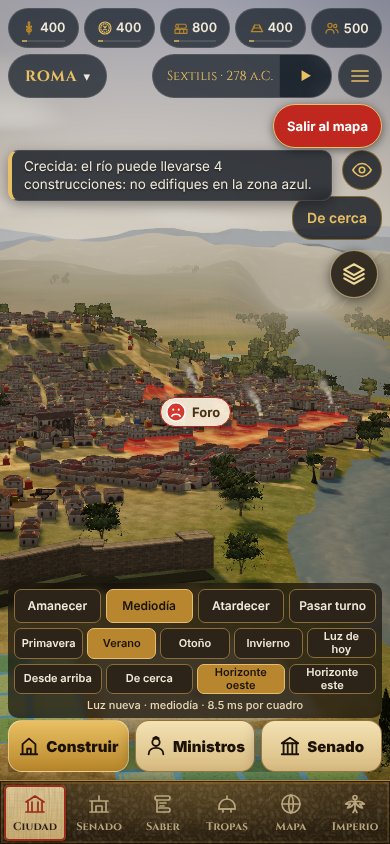 400
400
800
400
500
ROMA ▾
Sextilis · 278 a.C.
Salir al mapa
Crecida: el río puede llevarse 4
construcciones: no edifiques en la zona azul.
De cerca
Foro
Amanecer
Mediodía
Atardecer
Pasar turno
Primavera
Verano
Otoño
Invierno
Luz de
hoy
Desde arriba
De cerca
Horizonte
oeste
Horizonte
este
Luz nueva · mediodía · 8.5 ms por cuadro
Construir
Ministros
Senado
Ciudad
Senado
Saber
Tropas
Mapa
Imperio